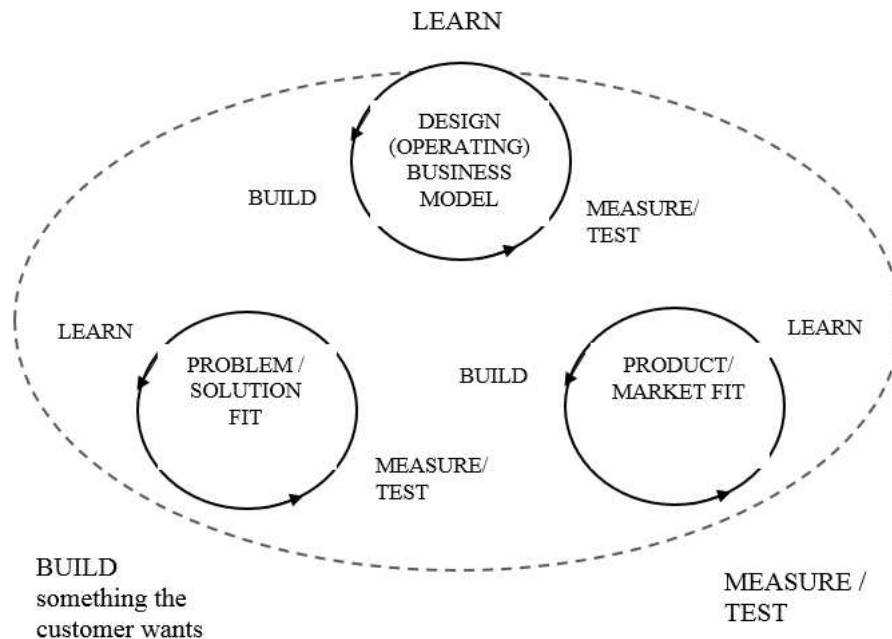 LEARN
DESIGN
(OPERATING)
BUSINESS
MODEL
BUILD
MEASURE/
TEST
LEARN
PROBLEM /
SOLUTION
FIT
MEASURE/
TEST
BUILD
PRODUCT/
MARKET FIT
LEARN
BUILD
something the
customer wants
MEASURE /
TEST